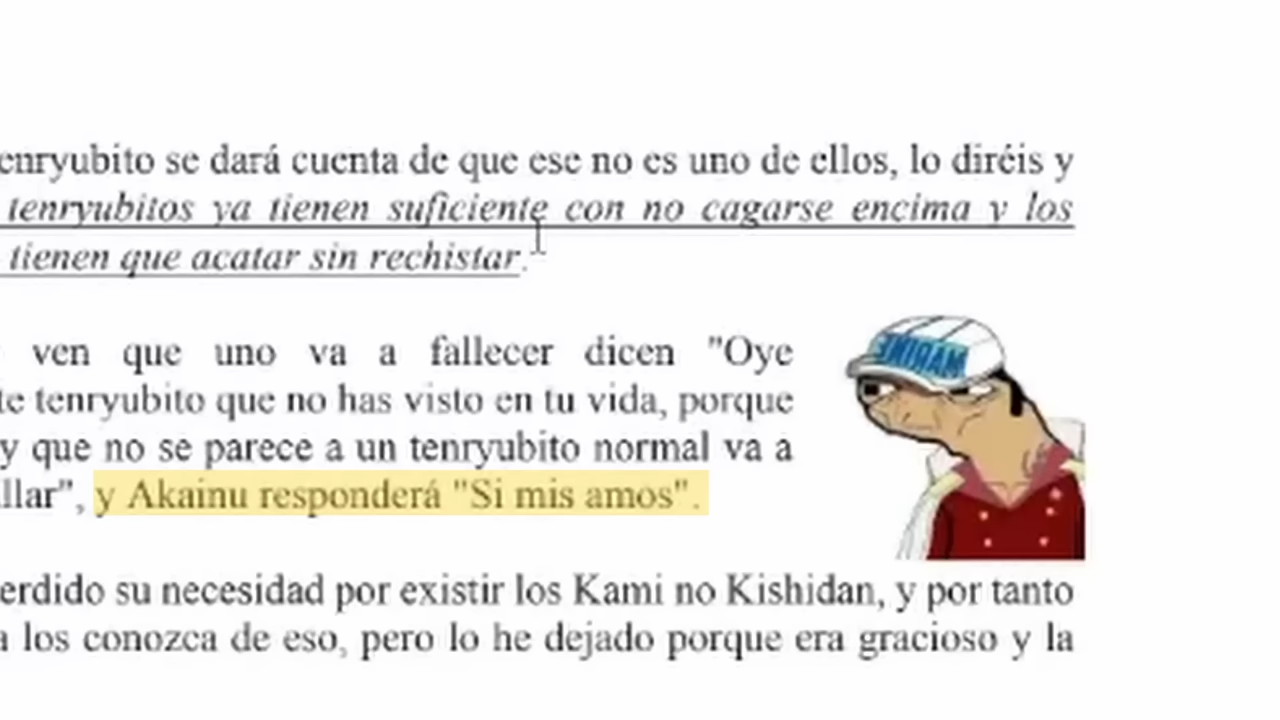 enryubito se dará cuenta de que ese no es uno de ellos, lo diréis y
tenryubitos ya tienen suficiente con no cagarse encima y los
tienen que acatar sin rechistar.
ven que uno va a fallecer dicen "Oye
te tenryubito que no has visto en tu vida, porque
y que no se parece a un tenryubito normal va a
llar", y Akainu responderá "Si mis amos".
MARINE
erdido su necesidad por existir los Kami no Kishidan, y por tanto
a los conozca de eso, pero lo he dejado porque era gracioso y la